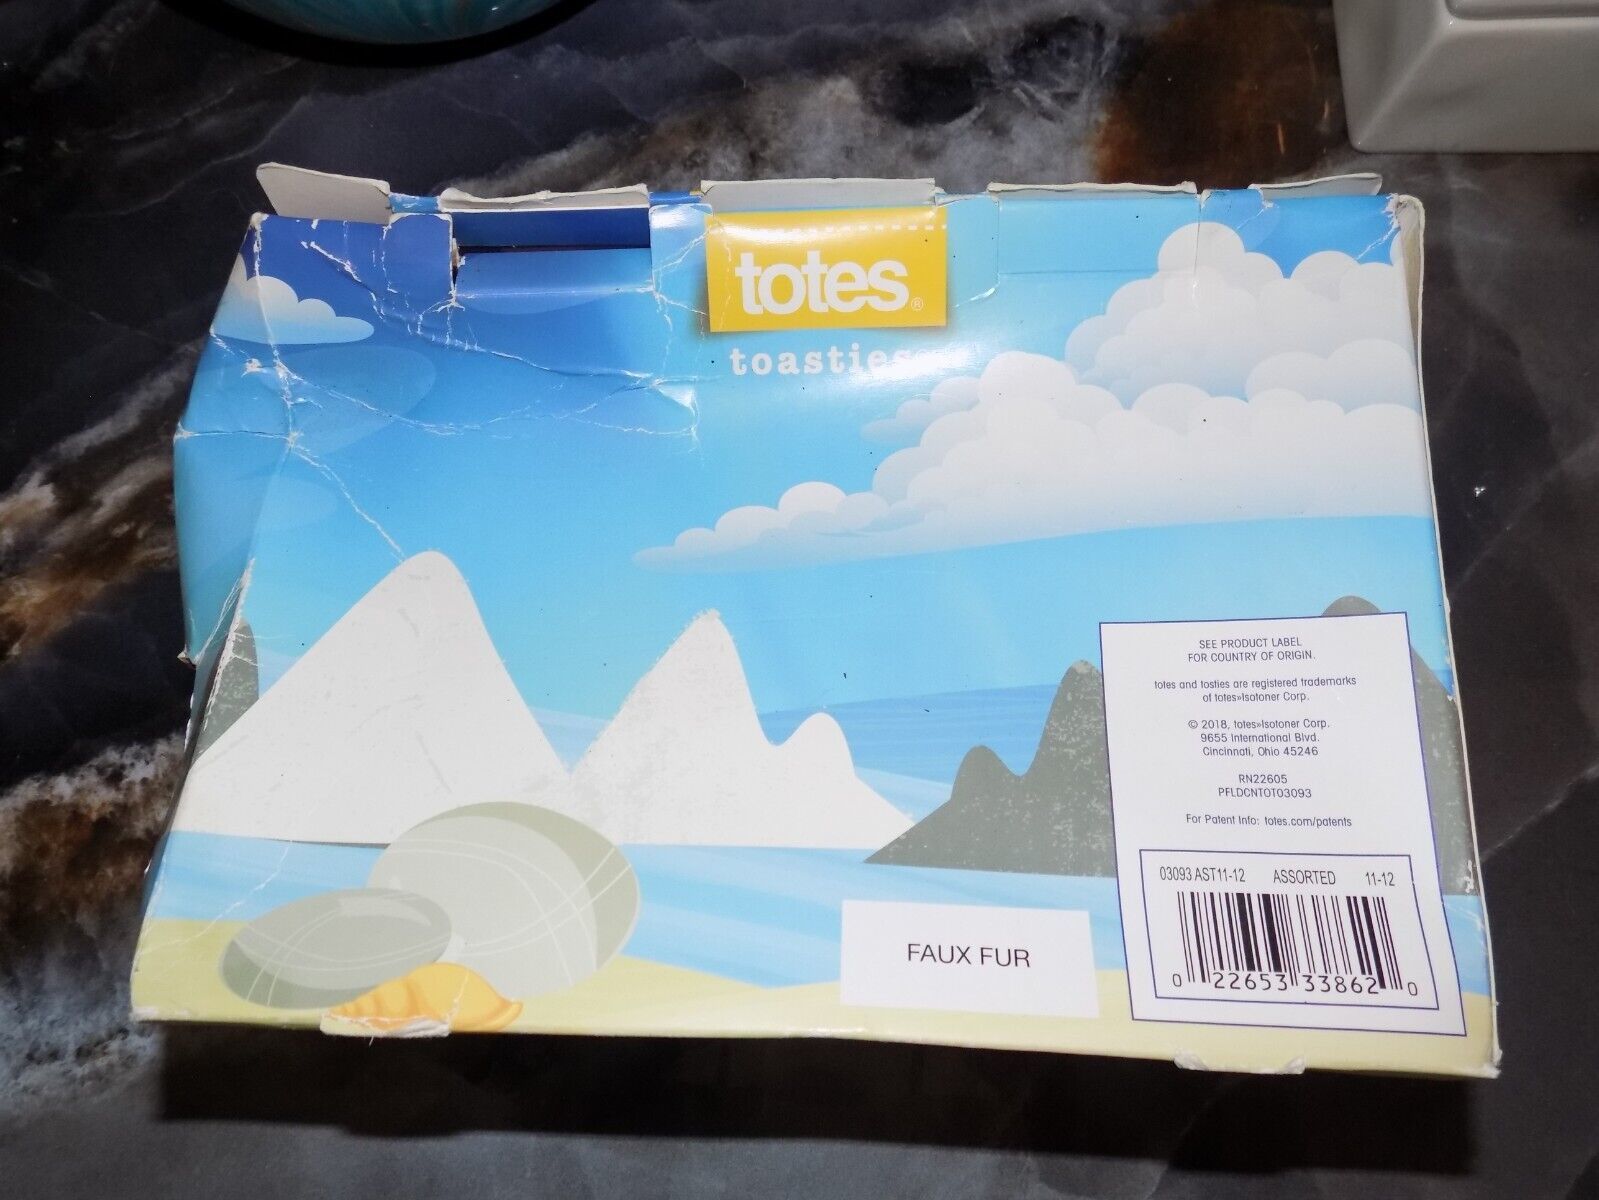 totes®
toasties
SEE PRODUCT LABEL
FOR COUNTRY OF ORIGIN.
totes and tosties are registered trademarks
of totes»Isotoner Corp.
© 2018, totes»Isotoner Corp.
9655 International Blvd.
Cincinnati, Ohio 45246
RN22605
PFLDCNTOT03093
For Patent Info: totes.com/patents
03093 AST11-12 ASSORTED 11-12
0 22653 33862 0
FAUX FUR